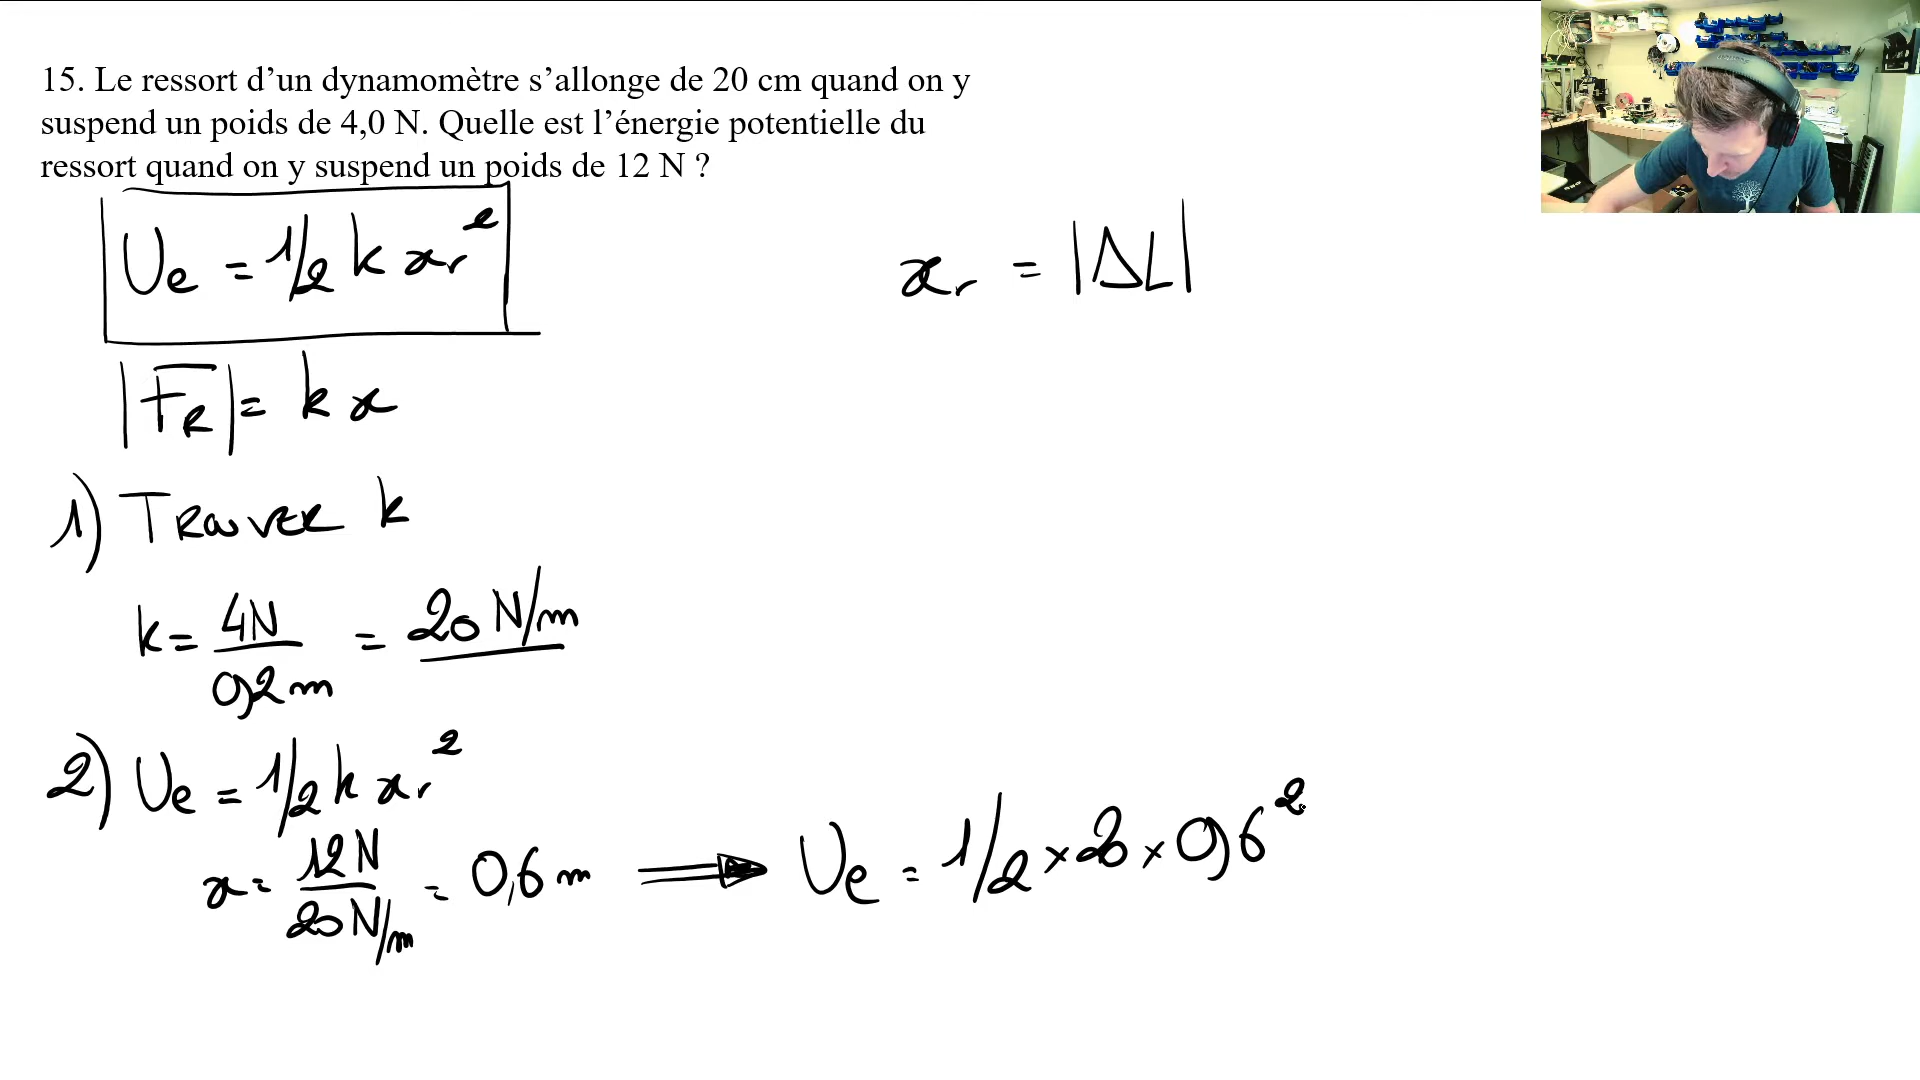 15. Le ressort d’un dynamomètre s’allonge de 20 cm quand on y
suspend un poids de 4,0 N. Quelle est l’énergie potentielle du
ressort quand on y suspend un poids de 12 N ?
Ue = 1/2 k xr²
xr = |ΔL|
|FR| = k x
1) TROUVER k
k = 4N / 0,2m = 20 N/m
2) Ue = 1/2 k xr²
x = 12N / 20 N/m = 0,6 m ⟹ Ue = 1/2 × 20 × 0,6²